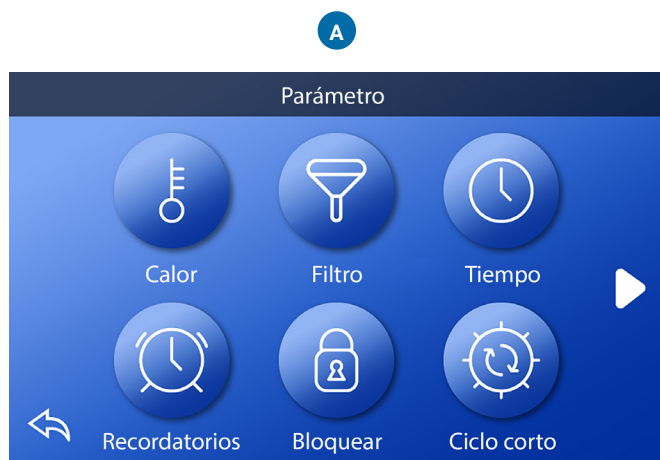 A
Parámetro
Calor Filtro Tiempo
Recordatorios Bloquear Ciclo corto